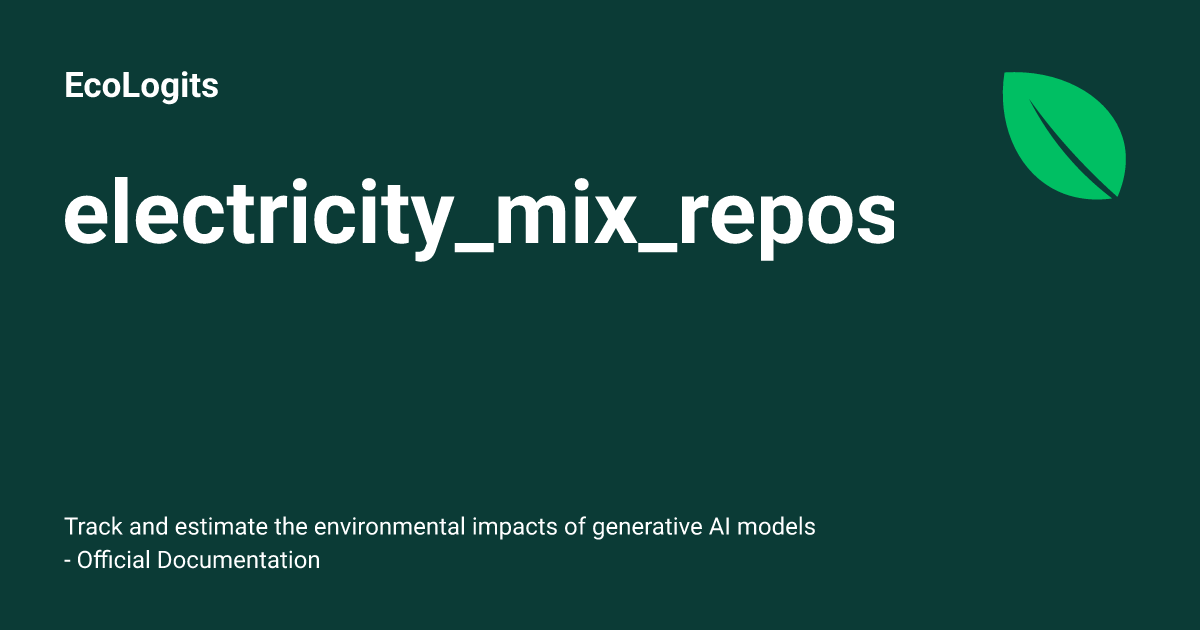 EcoLogits
electricity_mix_repos
Track and estimate the environmental impacts of generative AI models
- Official Documentation